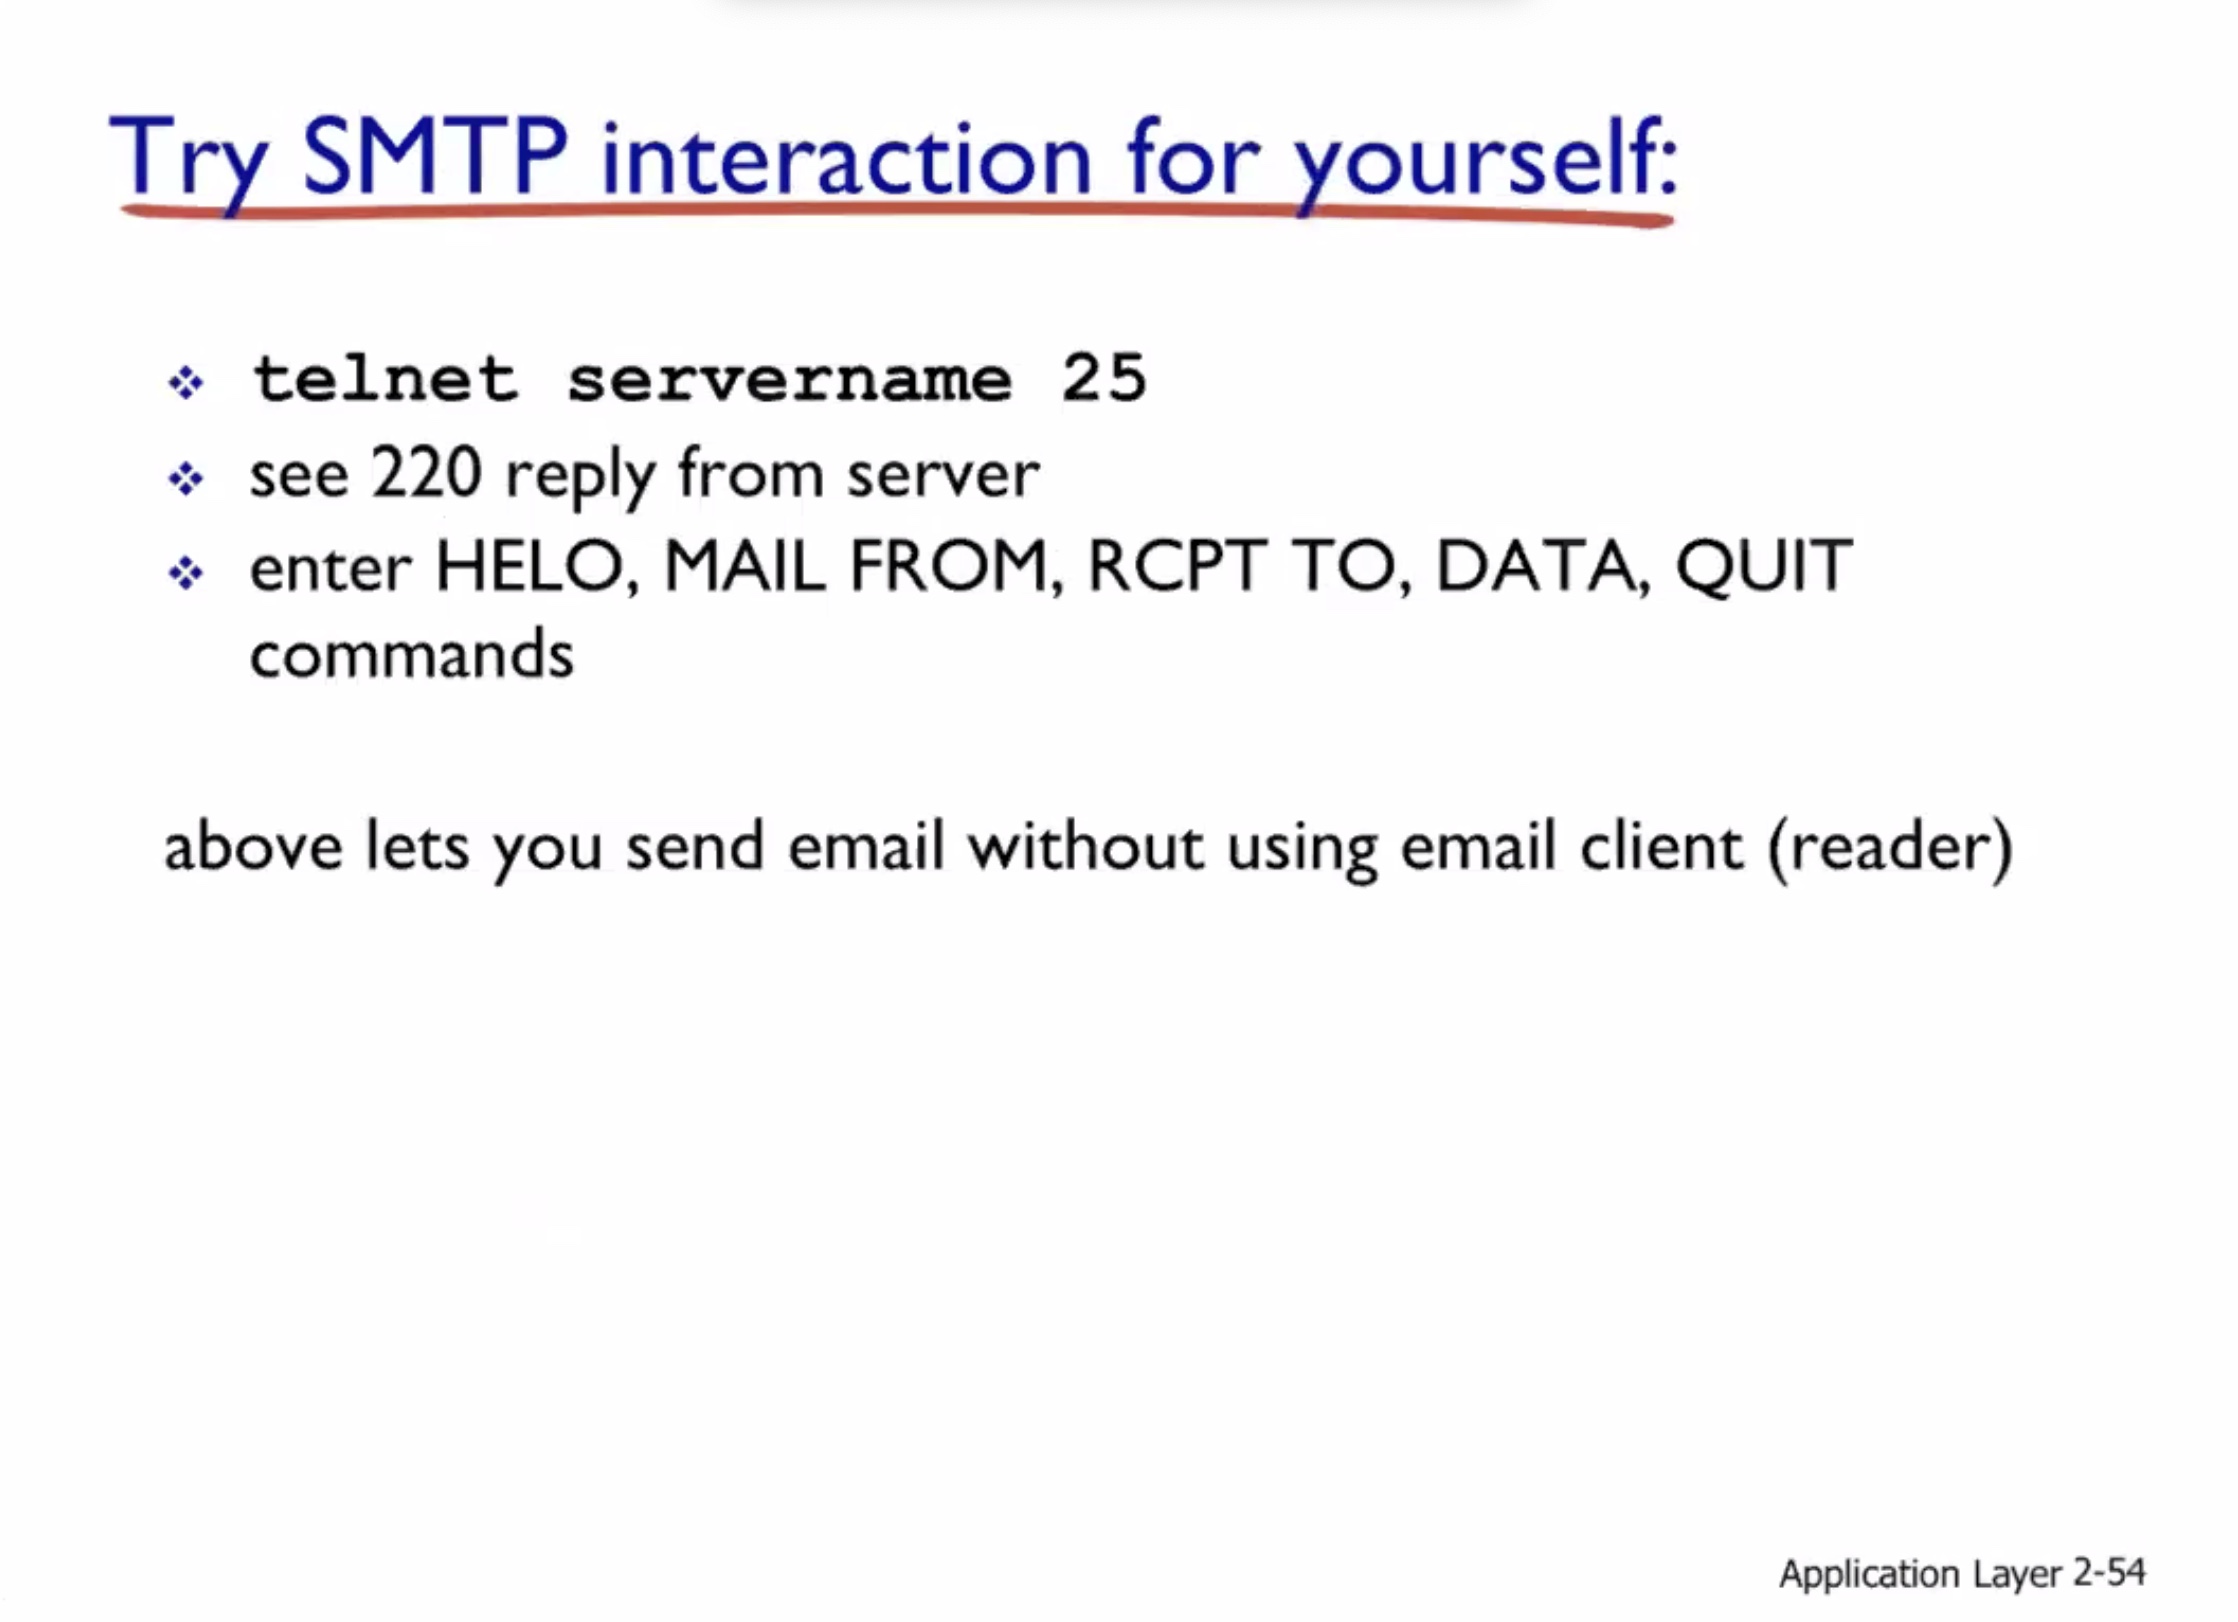 Try SMTP interaction for yourself:
telnet servername 25
see 220 reply from server
enter HELO, MAIL FROM, RCPT TO, DATA, QUIT
commands
above lets you send email without using email client (reader)
Application Layer 2-54